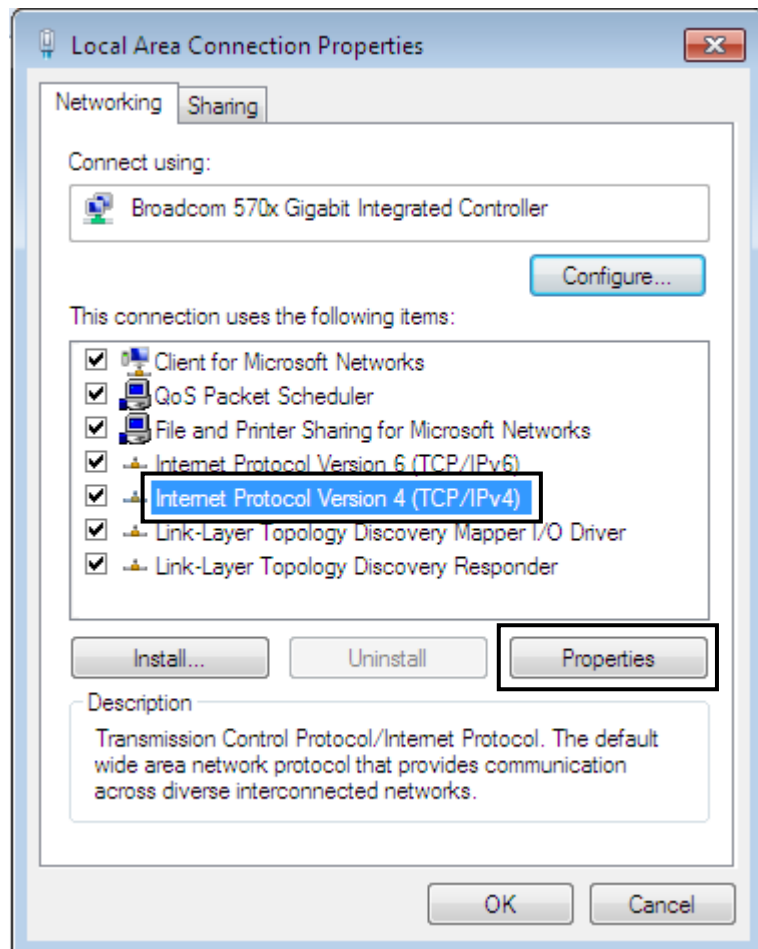 Local Area Connection Properties
Networking
Sharing
Connect using:
Broadcom 570x Gigabit Integrated Controller
Configure...
This connection uses the following items:
Client for Microsoft Networks
QoS Packet Scheduler
File and Printer Sharing for Microsoft Networks
Internet Protocol Version 6 (TCP/IPv6)
Internet Protocol Version 4 (TCP/IPv4)
Link-Layer Topology Discovery Mapper I/O Driver
Link-Layer Topology Discovery Responder
Install...
Uninstall
Properties
Description
Transmission Control Protocol/Internet Protocol. The default
wide area network protocol that provides communication
across diverse interconnected networks.
OK
Cancel